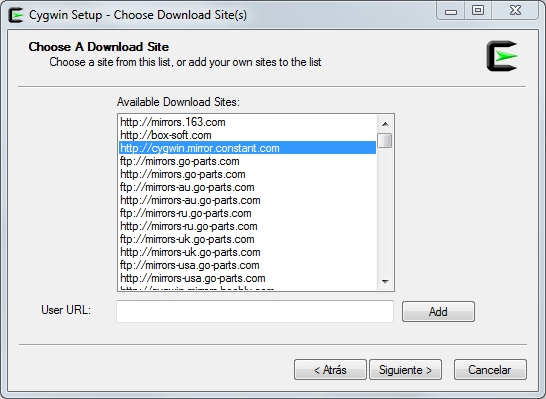 Cygwin Setup - Choose Download Site(s)
Choose A Download Site
Choose a site from this list, or add your own sites to the list
Available Download Sites:
http://mirrors.163.com
http://box-soft.com
http://cygwin.mirror.constant.com
ftp://mirrors.go-parts.com
http://mirrors.go-parts.com
ftp://mirrors-au.go-parts.com
http://mirrors-au.go-parts.com
ftp://mirrors-ru.go-parts.com
http://mirrors-ru.go-parts.com
ftp://mirrors-uk.go-parts.com
http://mirrors-uk.go-parts.com
ftp://mirrors-usa.go-parts.com
http://mirrors-usa.go-parts.com
User URL:
Add
< Atrás
Siguiente >
Cancelar